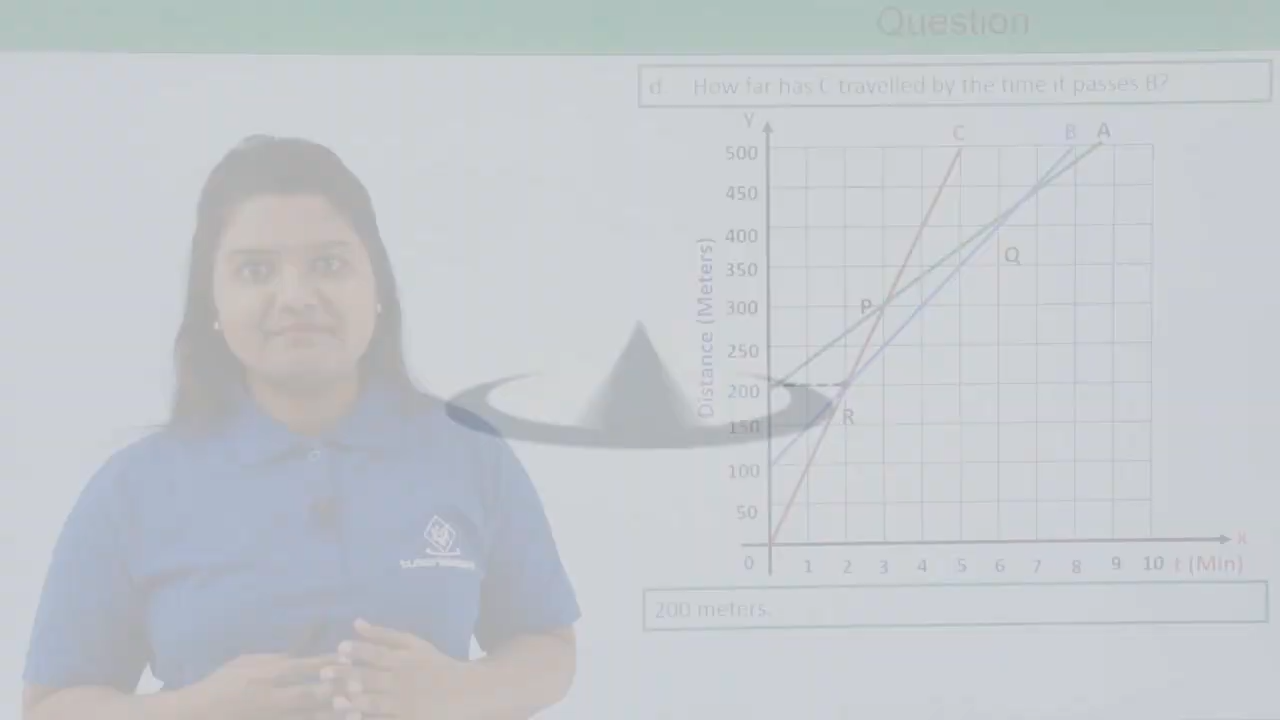 Question
d. How far has C travelled by the time it passes B?
Y
C
B
A
500
450
400
350
300
250
200
150
100
50
0
Distance (Meters)
P
Q
R
1 2 3 4 5 6 7 8 9 10 t (Min)
X
200 meters.